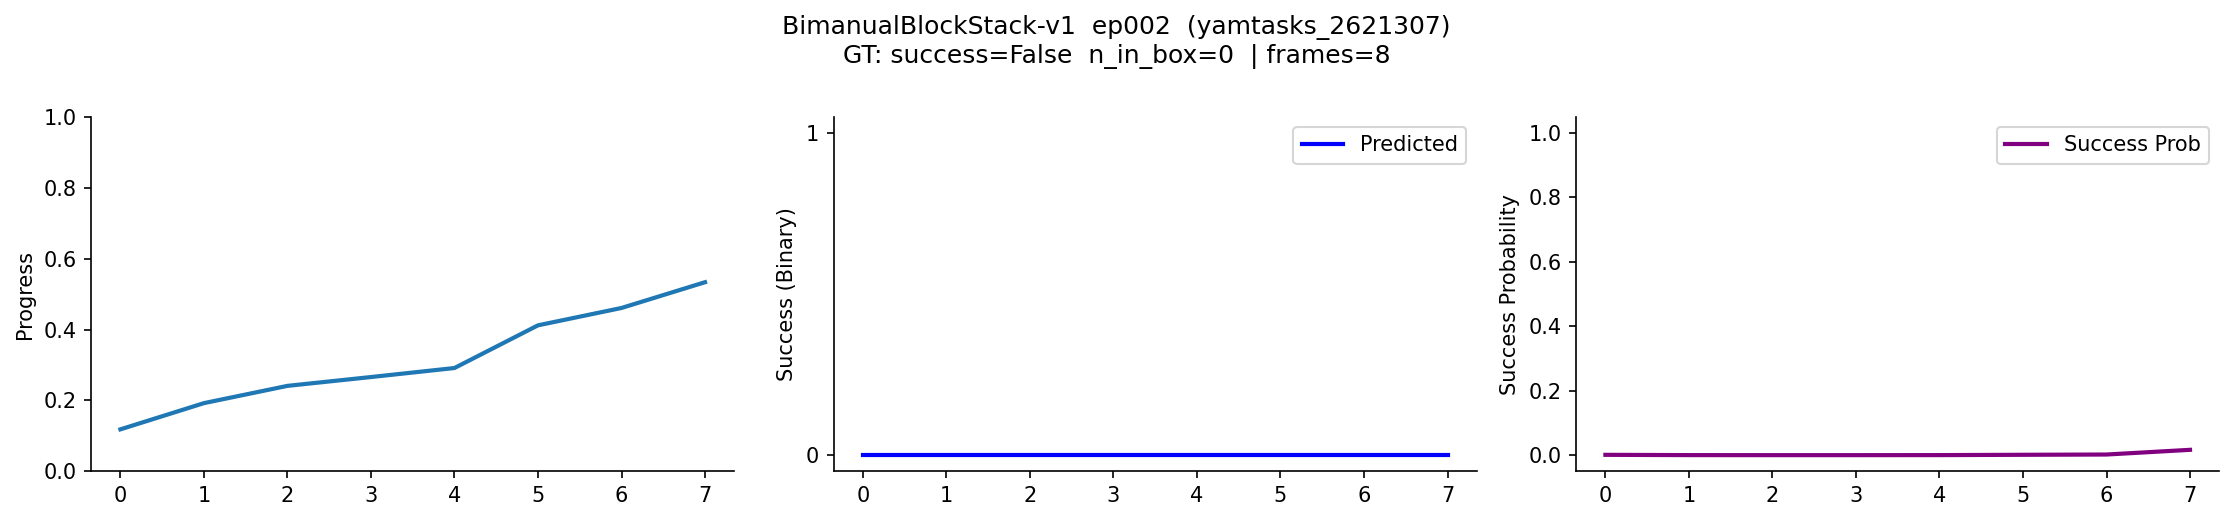 BimanualBlockStack-v1 ep002 (yamtasks_2621307)
GT: success=False n_in_box=0 | frames=8
Progress
1.0
0.8
0.6
0.4
0.2
0.0
0 1 2 3 4 5 6 7
Success (Binary)
1
0
Predicted
0 1 2 3 4 5 6 7
Success Probability
1.0
0.8
0.6
0.4
0.2
0.0
Success Prob
0 1 2 3 4 5 6 7